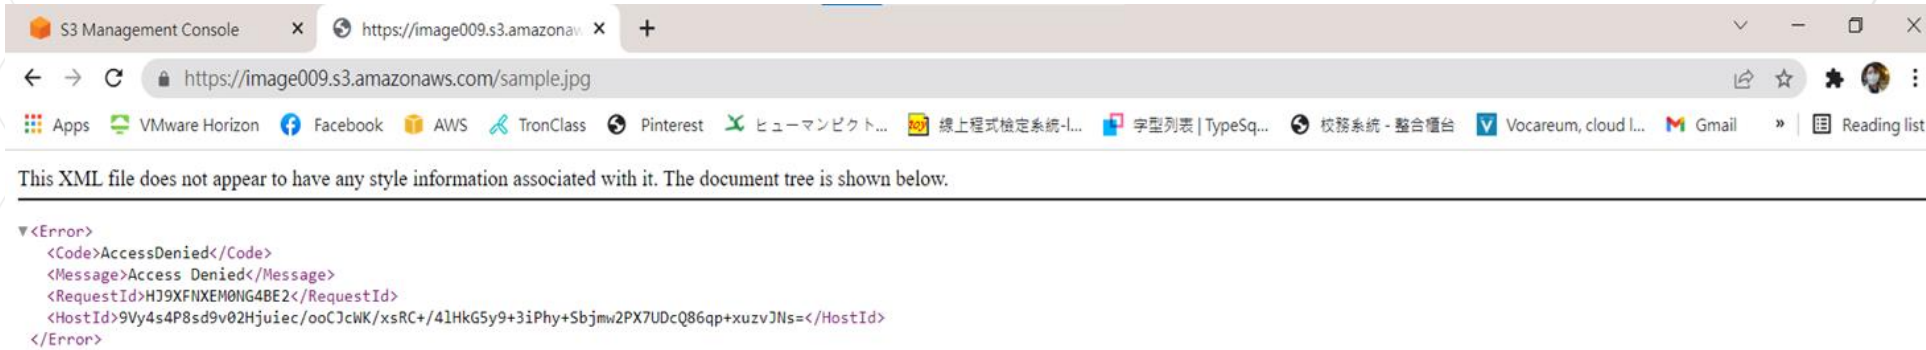 S3 Management Console
https://image009.s3.amazonaw
https://image009.s3.amazonaws.com/sample.jpg
Apps VMware Horizon Facebook AWS TronClass Pinterest ヒューマンピクト... 線上程式檢定系統-l... 字型列表 | TypeSq... 校務系統 - 整合櫃台 Vocareum, cloud l... Gmail » Reading list
This XML file does not appear to have any style information associated with it. The document tree is shown below.
▼<Error>
<Code>AccessDenied</Code>
<Message>Access Denied</Message>
<RequestId>HJ9XFNXEM0NG4BE2</RequestId>
<HostId>9Vy4s4P8sd9v02Hjuiec/ooCJcWK/xsRC+/4lHkG5y9+3iPhy+Sbjmw2PX7UDcQ86qp+xuzvJNs=</HostId>
</Error>